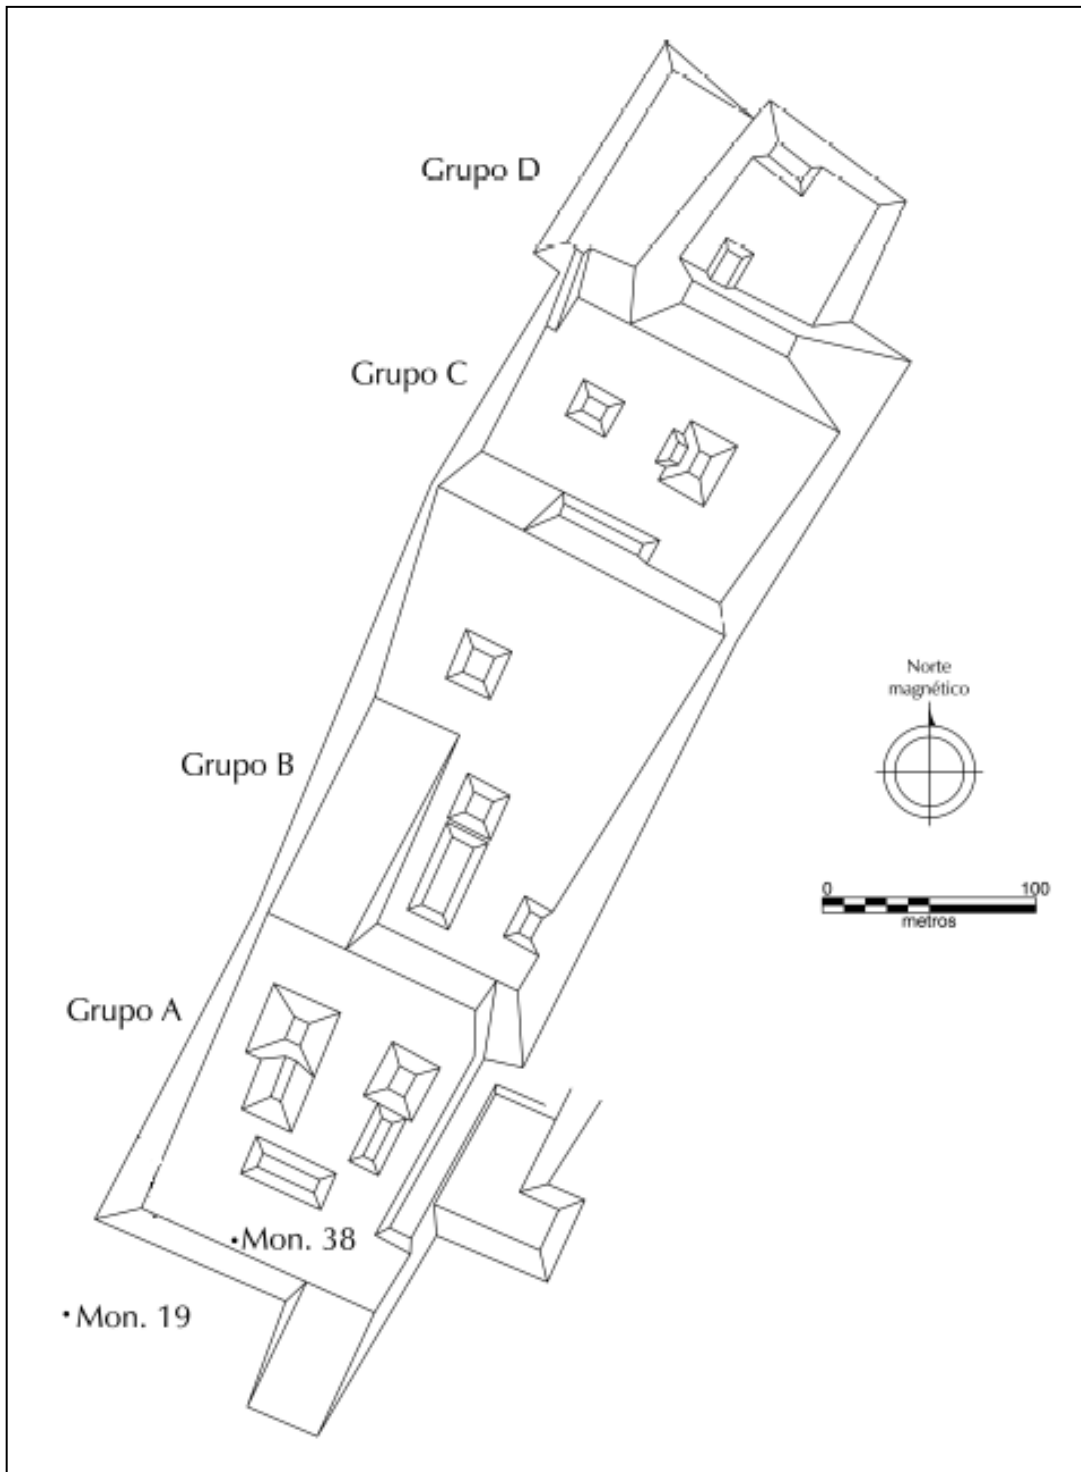 Grupo D
Grupo C
Norte
magnético
Grupo B
0 100
metros
Grupo A
•Mon. 38
•Mon. 19